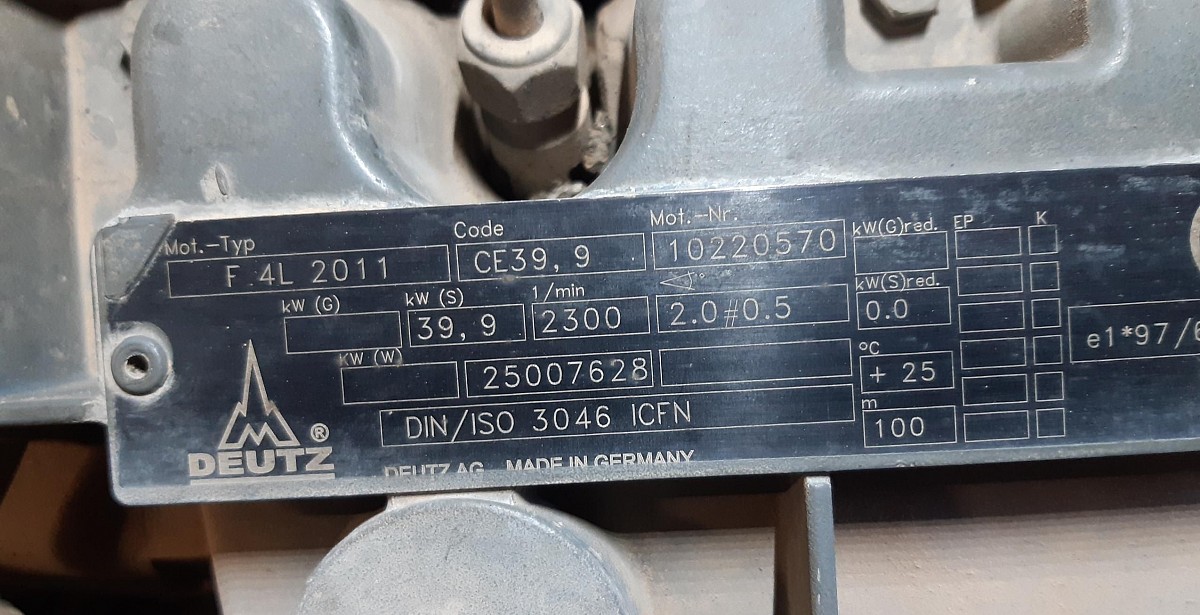 Mot.-Typ Code Mot.-Nr. kW(G)red. EP K
F 4L 2011 CE39,9 10220570
kW (G) kW (S) 1/min ° kW(S)red.
39,9 2300 2.0#0.5 0.0
KW (W) 25007628 °C
+ 25
e1*97/
DIN/ISO 3046 ICFN m
100
DEUTZ ®
DEUTZ AG MADE IN GERMANY